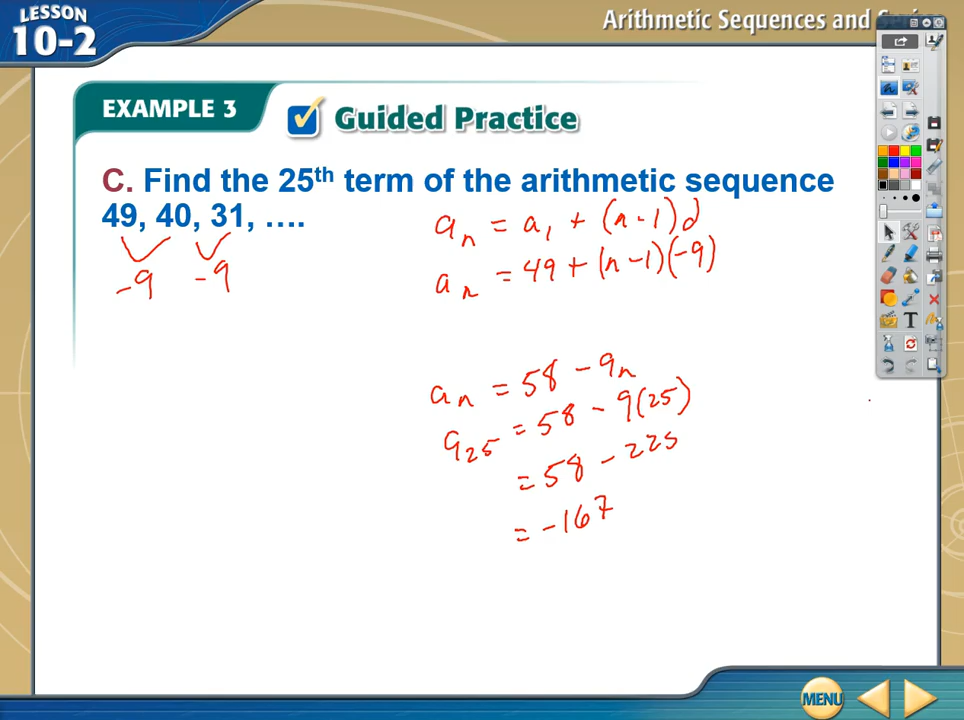 LESSON
10-2
Arithmetic Sequences and
EXAMPLE 3
Guided Practice
C. Find the 25th term of the arithmetic sequence
49, 40, 31, ….
-9 -9
aₙ = a₁ + (n-1)d
aₙ = 49 + (n-1)(-9)
aₙ = 58 - 9n
a₂₅ = 58 - 9(25)
= 58 - 225
= -167
T
MENU